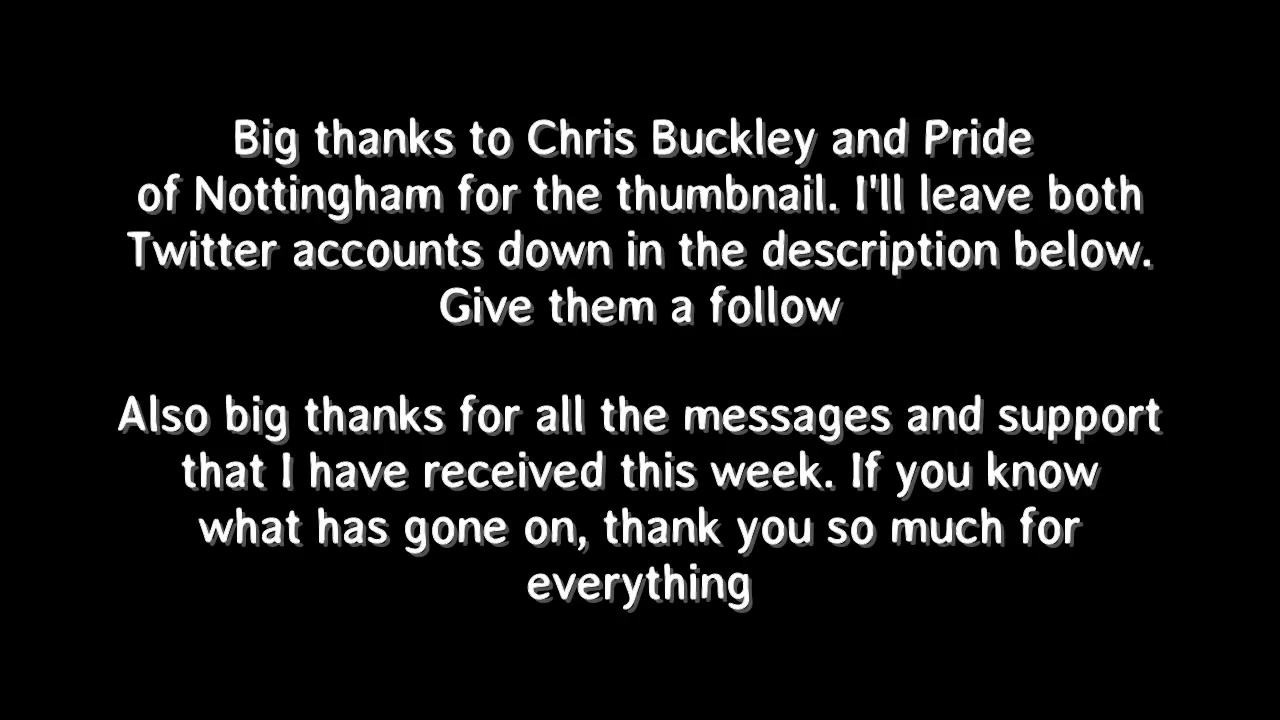 Big thanks to Chris Buckley and Pride
of Nottingham for the thumbnail. I'll leave both
Twitter accounts down in the description below.
Give them a follow
Also big thanks for all the messages and support
that I have received this week. If you know
what has gone on, thank you so much for
everything